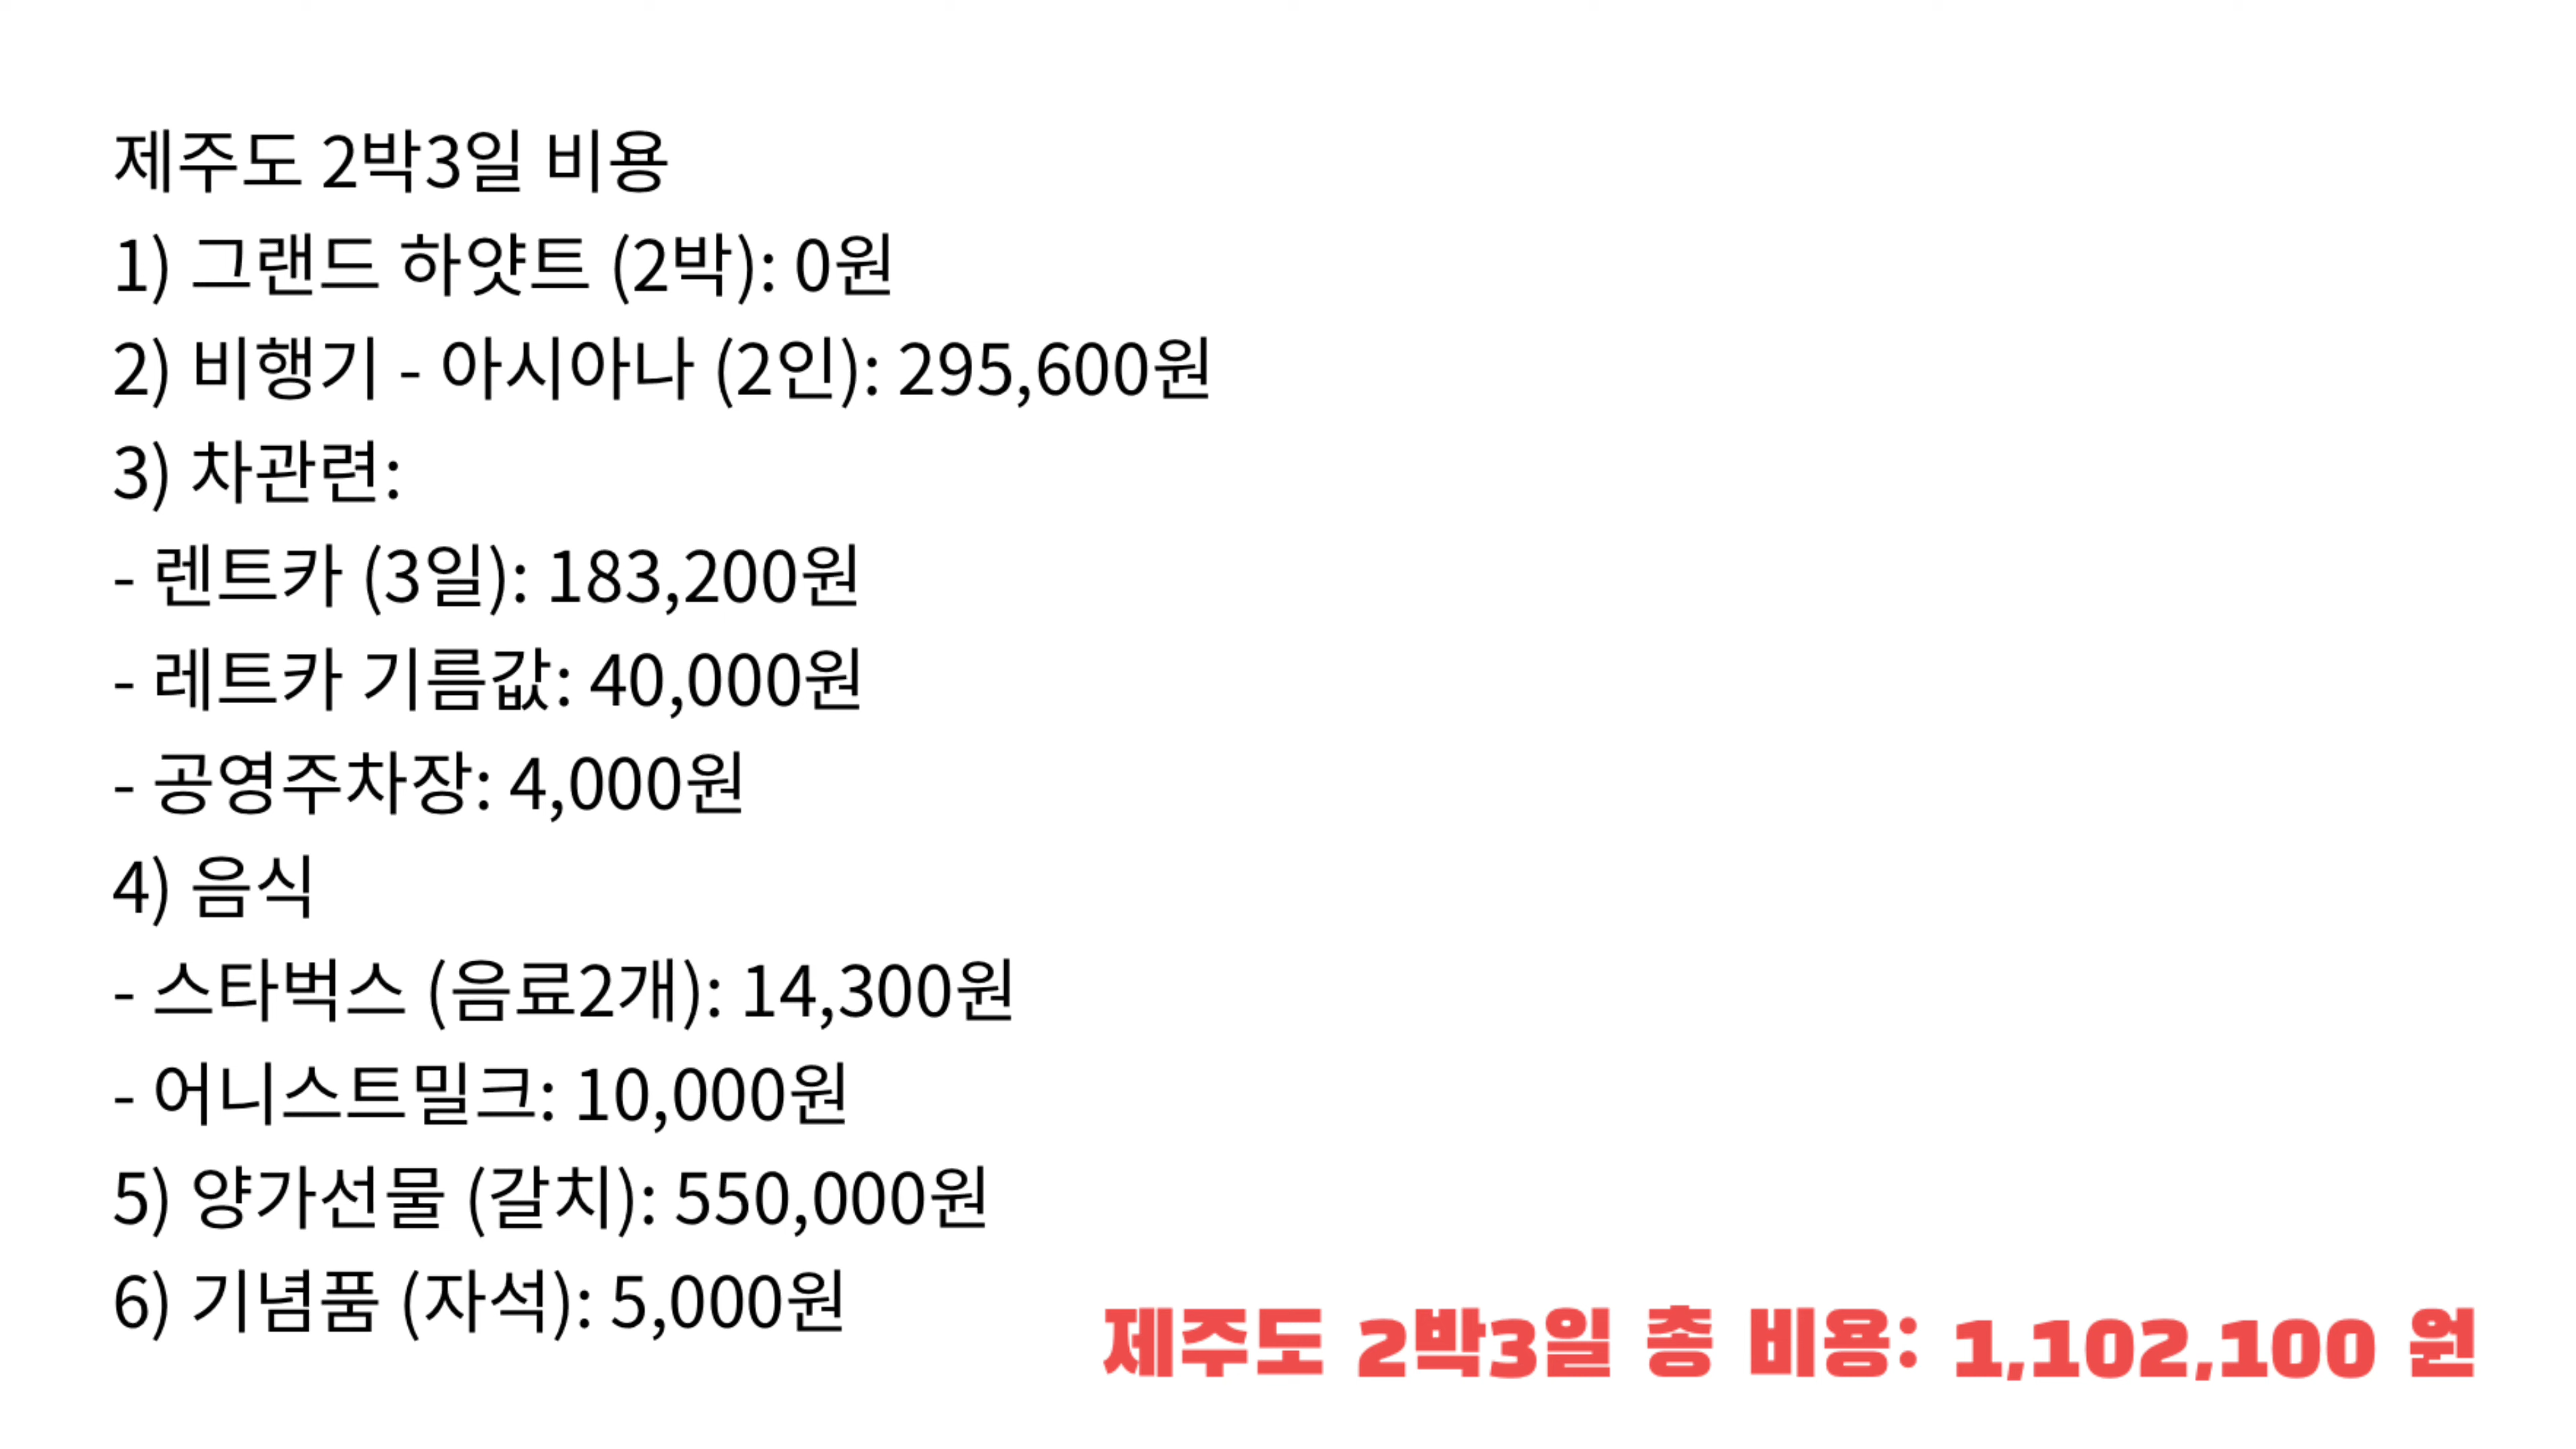 제주도 2박3일 비용
1) 그랜드 하얏트 (2박): 0원
2) 비행기 - 아시아나 (2인): 295,600원
3) 차관련:
- 렌트카 (3일): 183,200원
- 레트카 기름값: 40,000원
- 공영주차장: 4,000원
4) 음식
- 스타벅스 (음료2개): 14,300원
- 어니스트밀크: 10,000원
5) 양가선물 (갈치): 550,000원
6) 기념품 (자석): 5,000원
제주도 2박3일 총 비용: 1,102,100 원